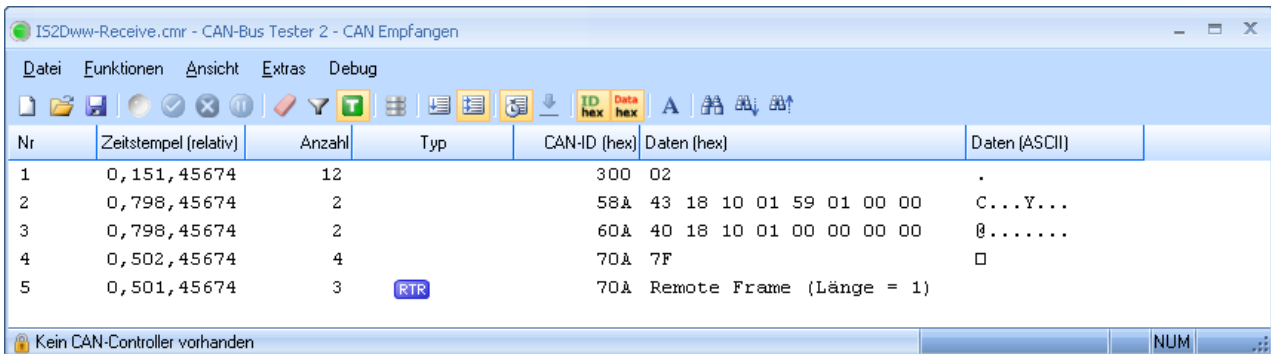 IS2Dww-Receive.cmr - CAN-Bus Tester 2 - CAN Empfangen
Datei Funktionen Ansicht Extras Debug
T ID hex Data hex A
Nr Zeitstempel (relativ) Anzahl Typ CAN-ID (hex) Daten (hex) Daten (ASCII)
1 0,151,45674 12 300 02 .
2 0,798,45674 2 58A 43 18 10 01 59 01 00 00 C...Y...
3 0,798,45674 2 60A 40 18 10 01 00 00 00 00 @.......
4 0,502,45674 4 70A 7F □
5 0,501,45674 3 RTR 70A Remote Frame (Länge = 1)
Kein CAN-Controller vorhanden NUM